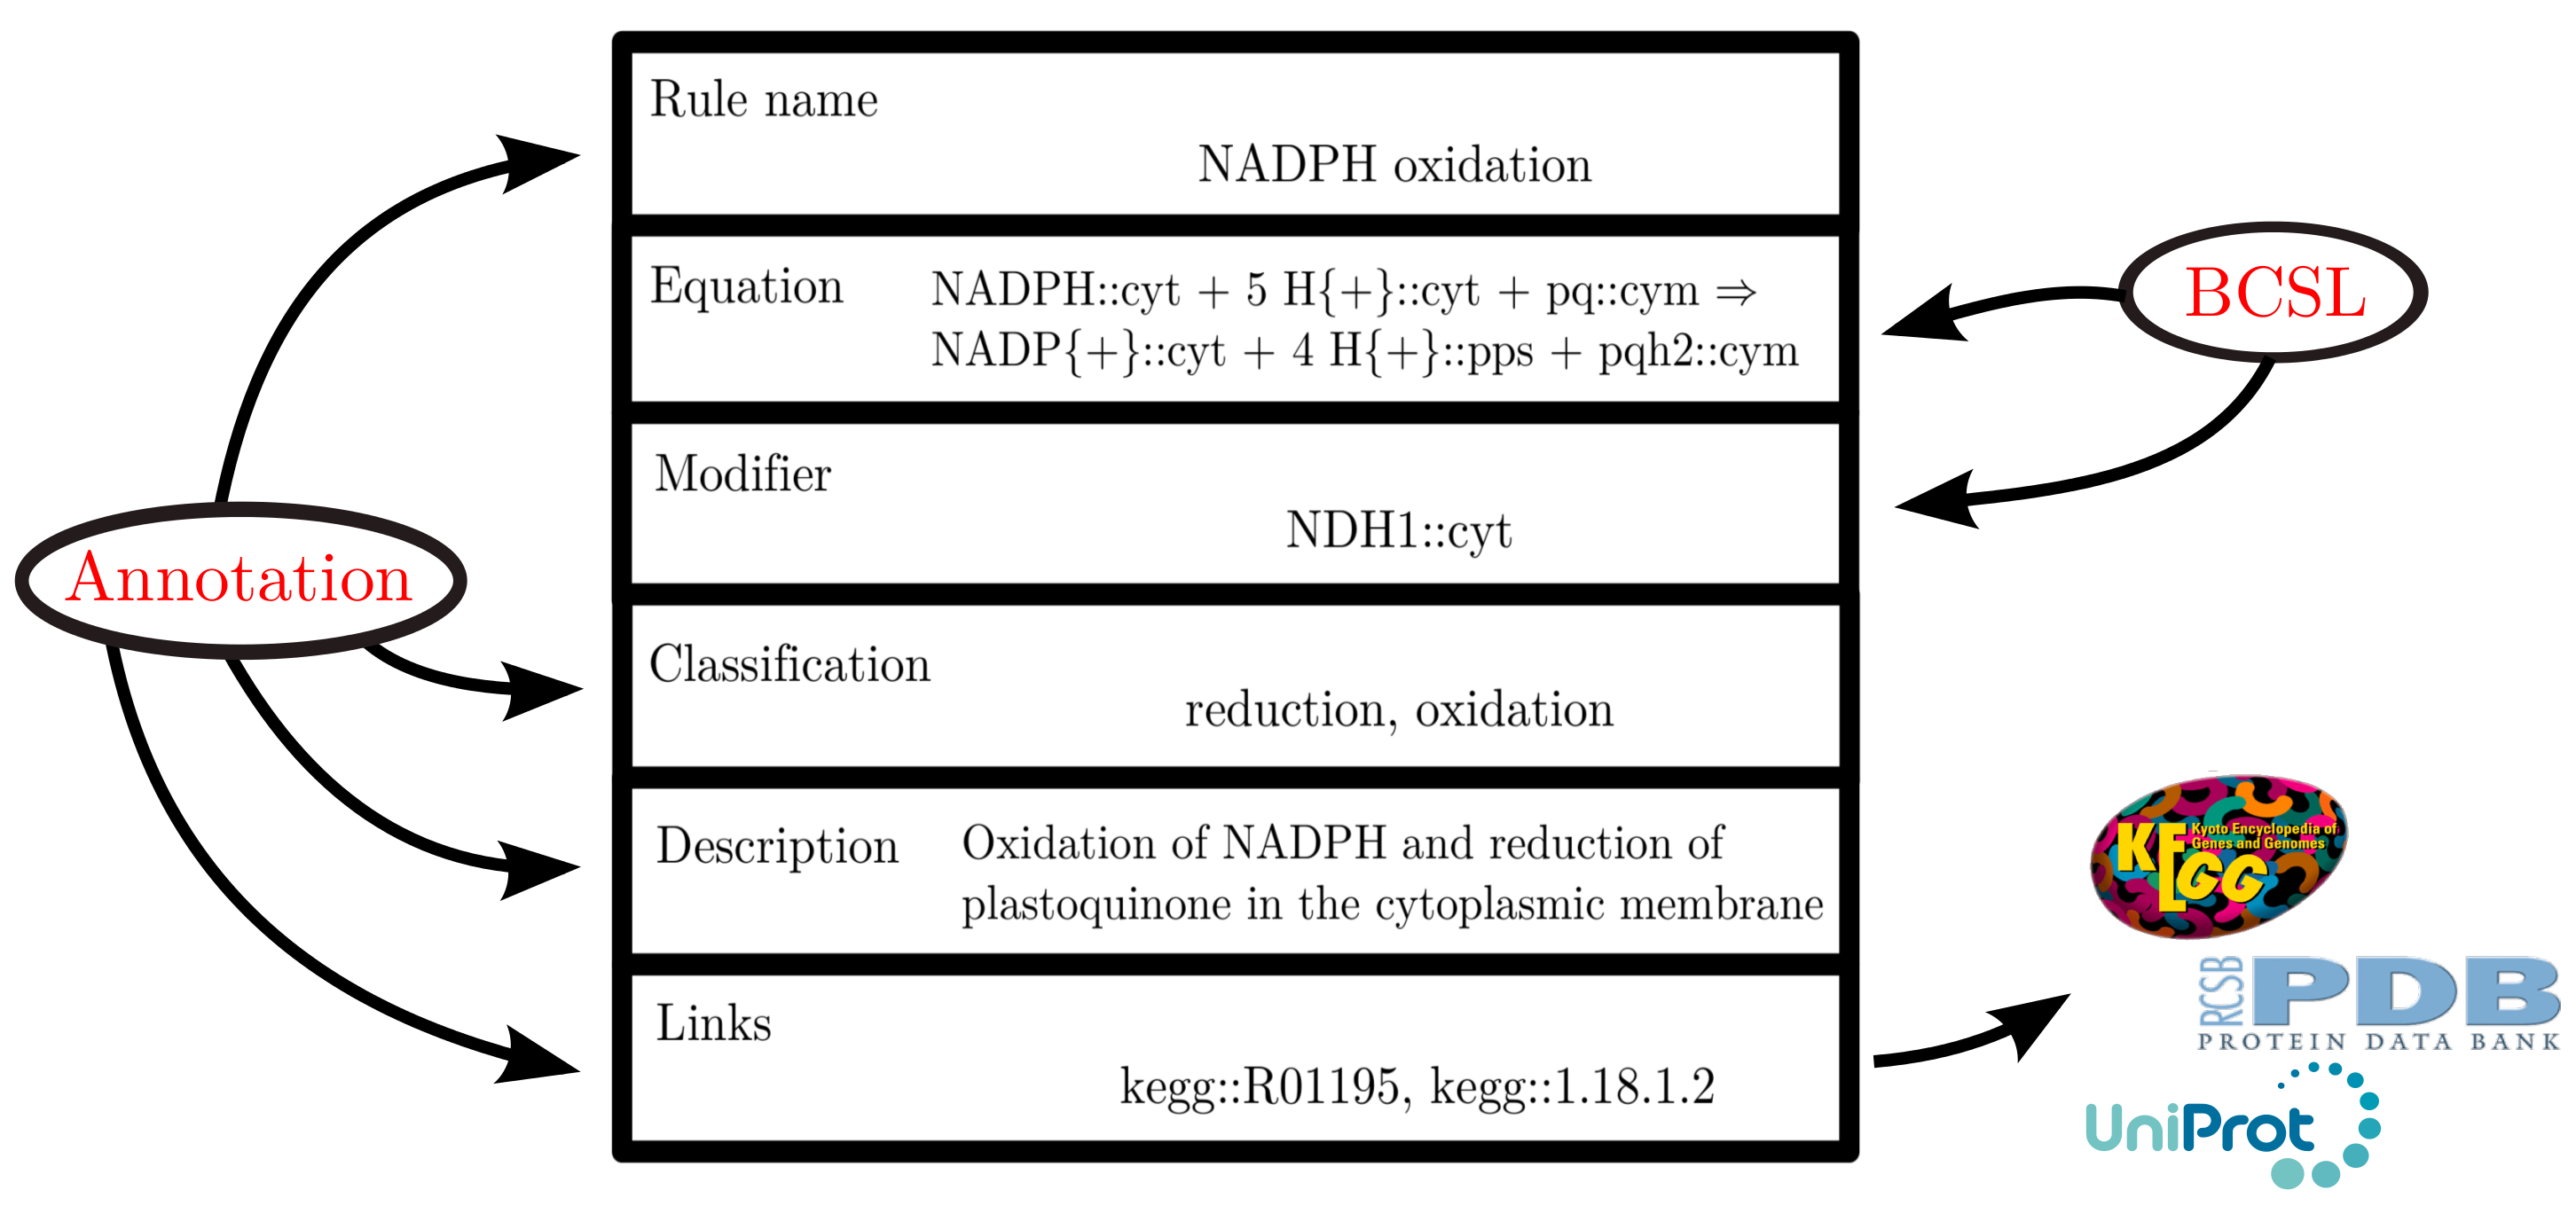 Rule name
NADPH oxidation
Equation
NADPH::cyt + 5 H{+}::cyt + pq::cym ⇒
NADP{+}::cyt + 4 H{+}::pps + pqh2::cym
Modifier
NDH1::cyt
Classification
reduction, oxidation
Description
Oxidation of NADPH and reduction of
plastoquinone in the cytoplasmic membrane
Links
kegg::R01195, kegg::1.18.1.2
Annotation
BCSL
KEGG
Kyoto Encyclopedia of
Genes and Genomes
RCSB
PDB
PROTEIN DATA BANK
UniProt